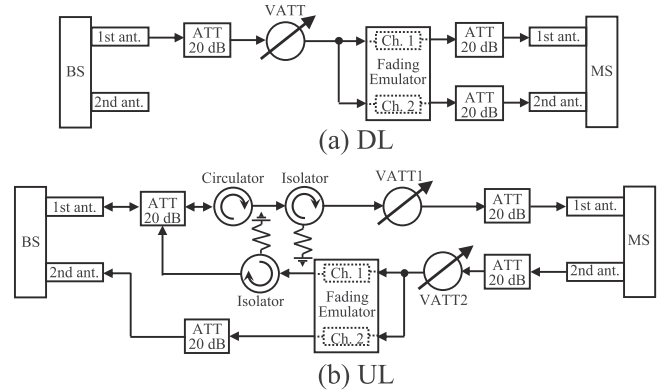 VATT
1st ant.
ATT
20 dB
BS
2nd ant.
Ch. 1
Fading
Emulator
Ch. 2
ATT
20 dB
1st ant.
ATT
20 dB
2nd ant.
MS
(a) DL
Circulator
Isolator
VATT1
1st ant.
ATT
20 dB
ATT
20 dB
1st ant.
BS
MS
2nd ant.
Isolator
Ch. 1
Fading
Emulator
Ch. 2
VATT2
ATT
20 dB
2nd ant.
ATT
20 dB
(b) UL